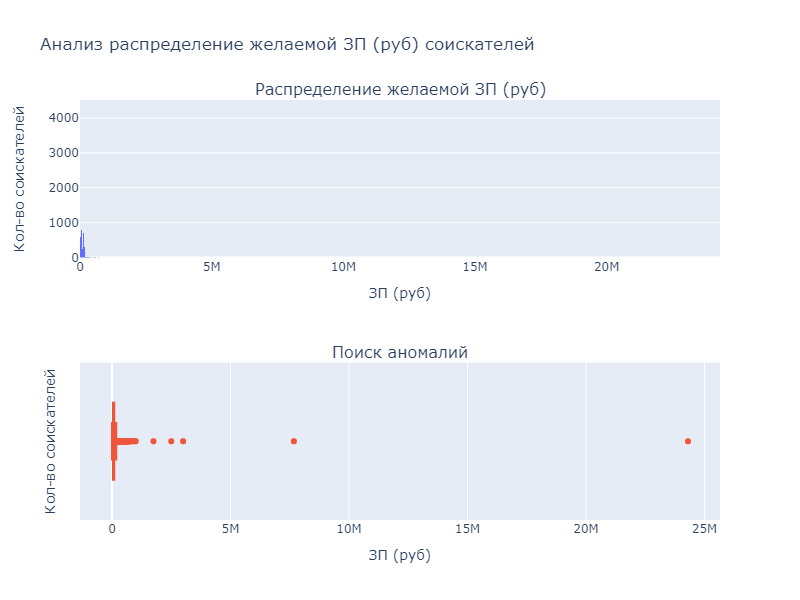 Анализ распределение желаемой ЗП (руб) соискателей
Распределение желаемой ЗП (руб)
Кол-во соискателей
4000
3000
2000
1000
0
0 5M 10M 15M 20M
ЗП (руб)
Поиск аномалий
Кол-во соискателей
0 5M 10M 15M 20M 25M
ЗП (руб)